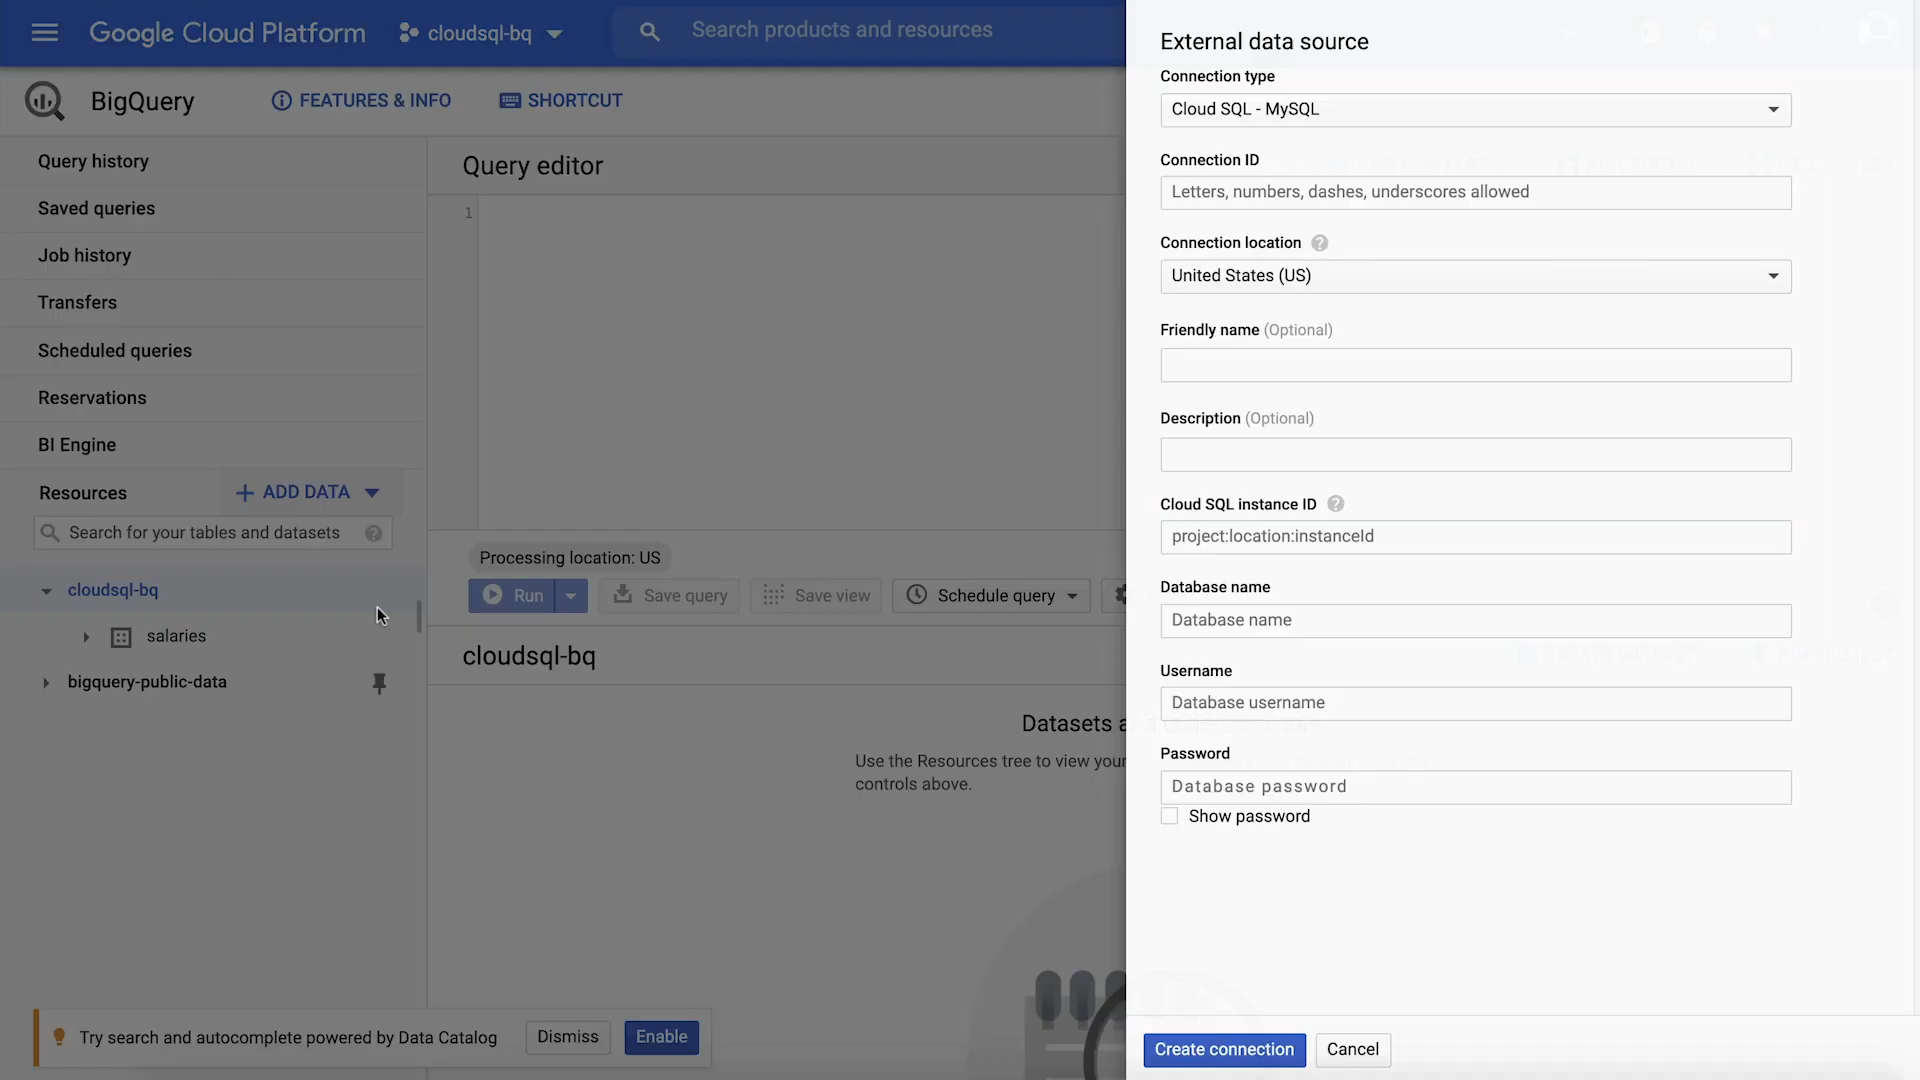 Google Cloud Platform
cloudsql-bq
Search products and resources
BigQuery
FEATURES & INFO
SHORTCUT
Query history
Saved queries
Job history
Transfers
Scheduled queries
Reservations
BI Engine
Resources
ADD DATA
Search for your tables and datasets
cloudsql-bq
salaries
bigquery-public-data
Query editor
1
Processing location: US
Run
Save query
Save view
Schedule query
cloudsql-bq
Datasets a
Use the Resources tree to view your
controls above.
Try search and autocomplete powered by Data Catalog
Dismiss
Enable
External data source
Connection type
Cloud SQL - MySQL
Connection ID
Letters, numbers, dashes, underscores allowed
Connection location
United States (US)
Friendly name (Optional)
Description (Optional)
Cloud SQL instance ID
project:location:instanceId
Database name
Database name
Username
Database username
Password
Database password
Show password
Create connection
Cancel